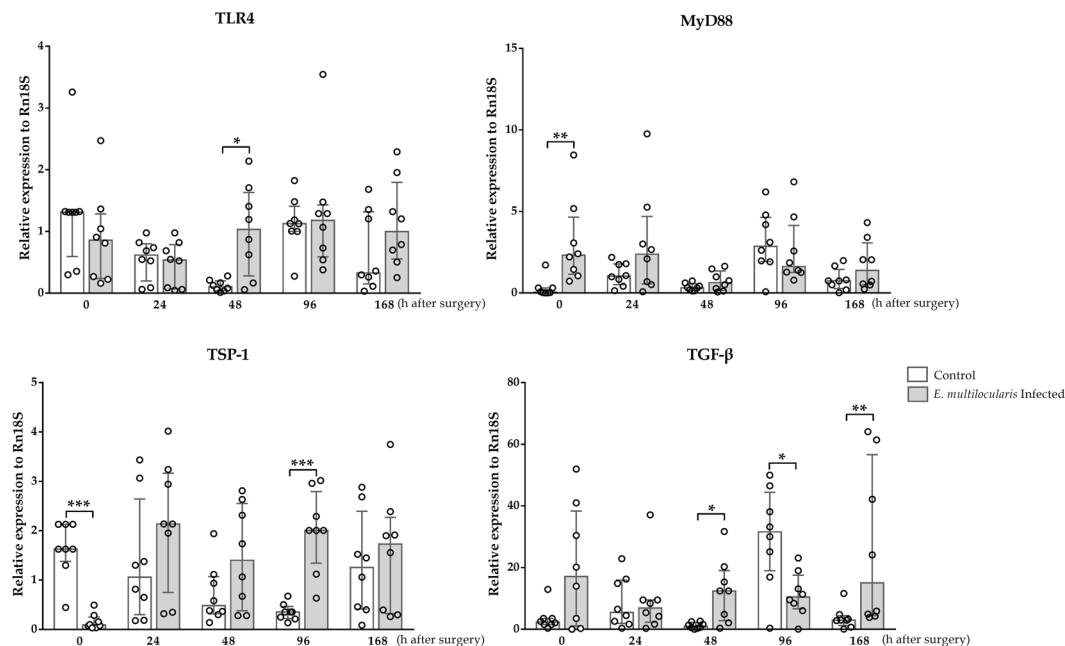 TLR4
Relative expression to Rn18S
4
3
2
1
0
*
0 24 48 96 168 (h after surgery)
MyD88
Relative expression to Rn18S
15
10
5
0
**
0 24 48 96 168 (h after surgery)
TSP-1
Relative expression to Rn18S
5
4
3
2
1
0
*** ***
0 24 48 96 168 (h after surgery)
TGF-β
Relative expression to Rn18S
80
60
40
20
0
* * **
0 24 48 96 168 (h after surgery)
Control
E. multilocularis Infected